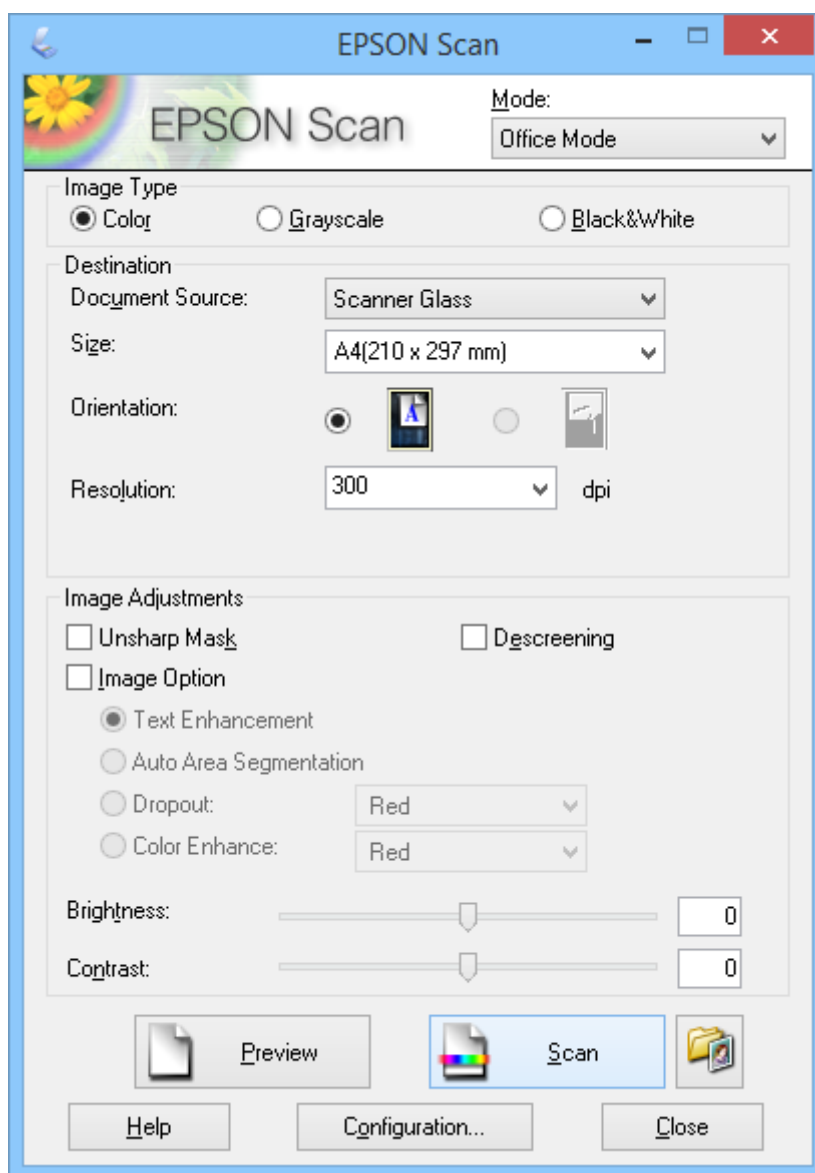 EPSON Scan
EPSON Scan
Mode:
Office Mode
Image Type
Color Grayscale Black&White
Destination
Document Source: Scanner Glass
Size: A4(210 x 297 mm)
Orientation: A
Resolution: 300 dpi
Image Adjustments
Unsharp Mask Descreening
Image Option
Text Enhancement
Auto Area Segmentation
Dropout: Red
Color Enhance: Red
Brightness: 0
Contrast: 0
Preview Scan
Help Configuration... Close